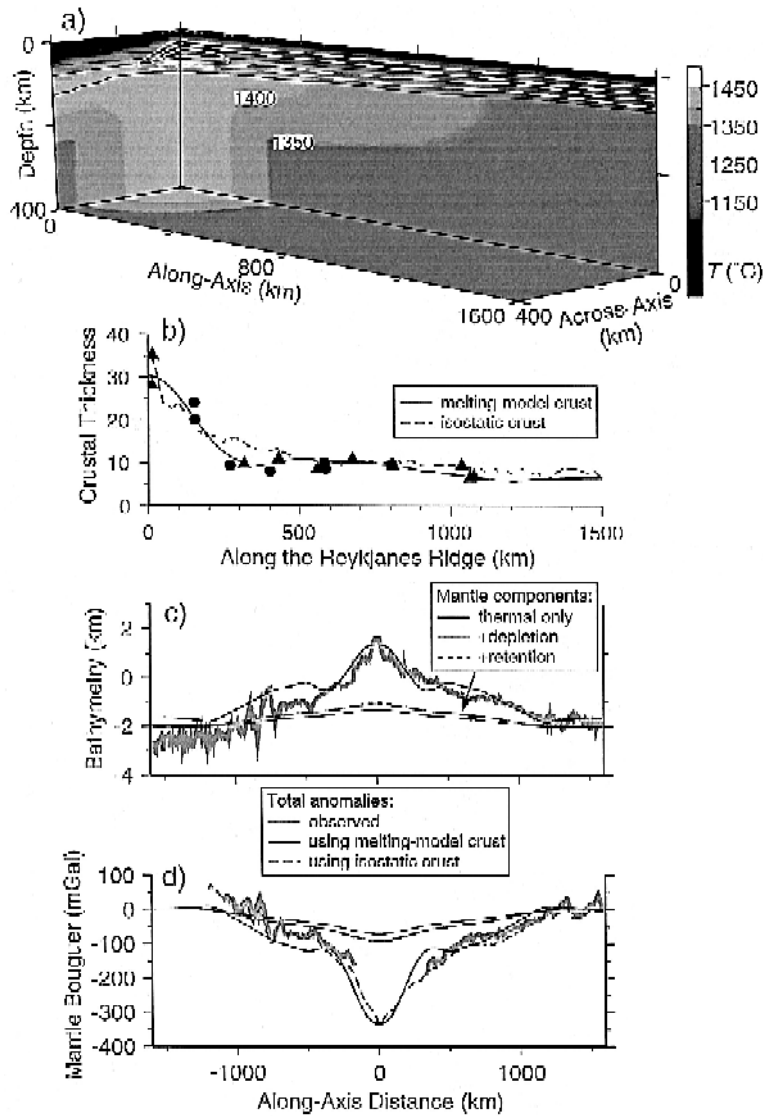 a)
0
Depth (km)
400
0
1400
1350
Along-Axis (km)
800
1600
400
Across-Axis
(km)
0
1450
1350
1250
1150
T (°C)
b)
40
30
20
10
0
Crustal Thickness
melting-model crust
isostatic crust
0
500
1000
1500
Along the Reykjanes Ridge (km)
c)
2
0
-2
-4
Bathymetry (km)
Mantle components:
thermal only
+depletion
+retention
Total anomalies:
observed
using melting-model crust
using isostatic crust
d)
100
0
-100
-200
-300
-400
Mantle Bouguer (mGal)
-1000
0
1000
Along-Axis Distance (km)